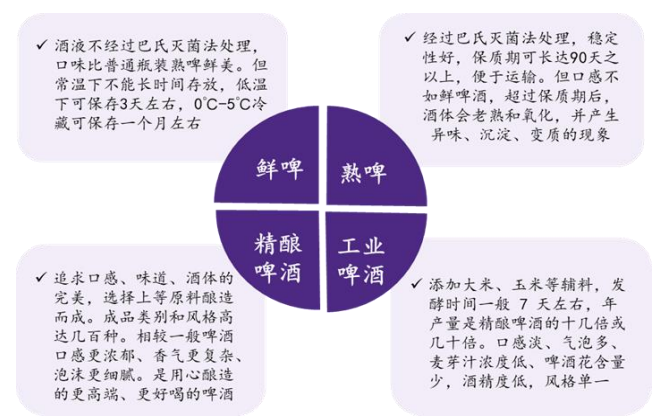 ✓ 酒液不经过巴氏灭菌法处理，
口味比普通瓶装熟啤鲜美。但
常温下不能长时间存放，低温
下可保存3天左右，0℃-5℃冷
藏可保存一个月左右
✓ 经过巴氏灭菌法处理，稳定
性好，保质期可长达90天之
以上，便于运输。但口感不
如鲜啤酒，超过保质期后，
酒体会老熟和氧化，并产生
异味、沉淀、变质的现象
鲜啤
熟啤
精酿
啤酒
工业
啤酒
✓ 追求口感、味道、酒体的
完美，选择上等原料酿造
而成。成品类别和风格高
达几百种。相较一般啤酒
口感更浓郁、香气更复杂、
泡沫更细腻。是用心酿造
的更高端、更好喝的啤酒
✓ 添加大米、玉米等辅料，发
酵时间一般 7 天左右，年
产量是精酿啤酒的十几倍或
几十倍。口感淡、气泡多、
麦芽汁浓度低、啤酒花含量
少，酒精度低，风格单一